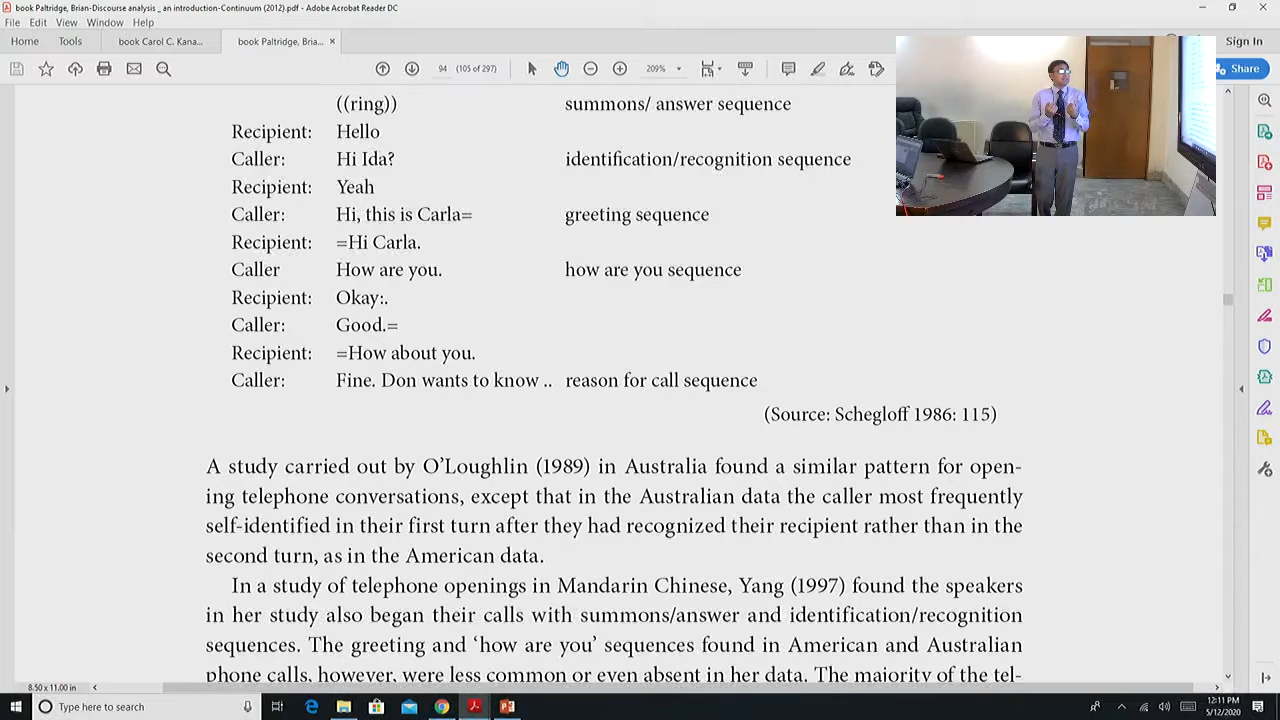 book Paltridge, Brian-Discourse analysis _ an introduction-Continuum (2012).pdf - Adobe Acrobat Reader DC
File Edit View Window Help
Home Tools book Carol C. Kana... book Paltridge, Bria... × Sign In
94 (105 of 297) 209% Share
((ring)) summons/ answer sequence
Recipient: Hello
Caller: Hi Ida? identification/recognition sequence
Recipient: Yeah
Caller: Hi, this is Carla= greeting sequence
Recipient: =Hi Carla.
Caller How are you. how are you sequence
Recipient: Okay:.
Caller: Good.=
Recipient: =How about you.
Caller: Fine. Don wants to know .. reason for call sequence
(Source: Schegloff 1986: 115)
A study carried out by O’Loughlin (1989) in Australia found a similar pattern for open-
ing telephone conversations, except that in the Australian data the caller most frequently
self-identified in their first turn after they had recognized their recipient rather than in the
second turn, as in the American data.
In a study of telephone openings in Mandarin Chinese, Yang (1997) found the speakers
in her study also began their calls with summons/answer and identification/recognition
sequences. The greeting and ‘how are you’ sequences found in American and Australian
phone calls, however, were less common or even absent in her data. The majority of the tel-
8.50 x 11.00 in
Type here to search 12:11 PM
5/12/2020